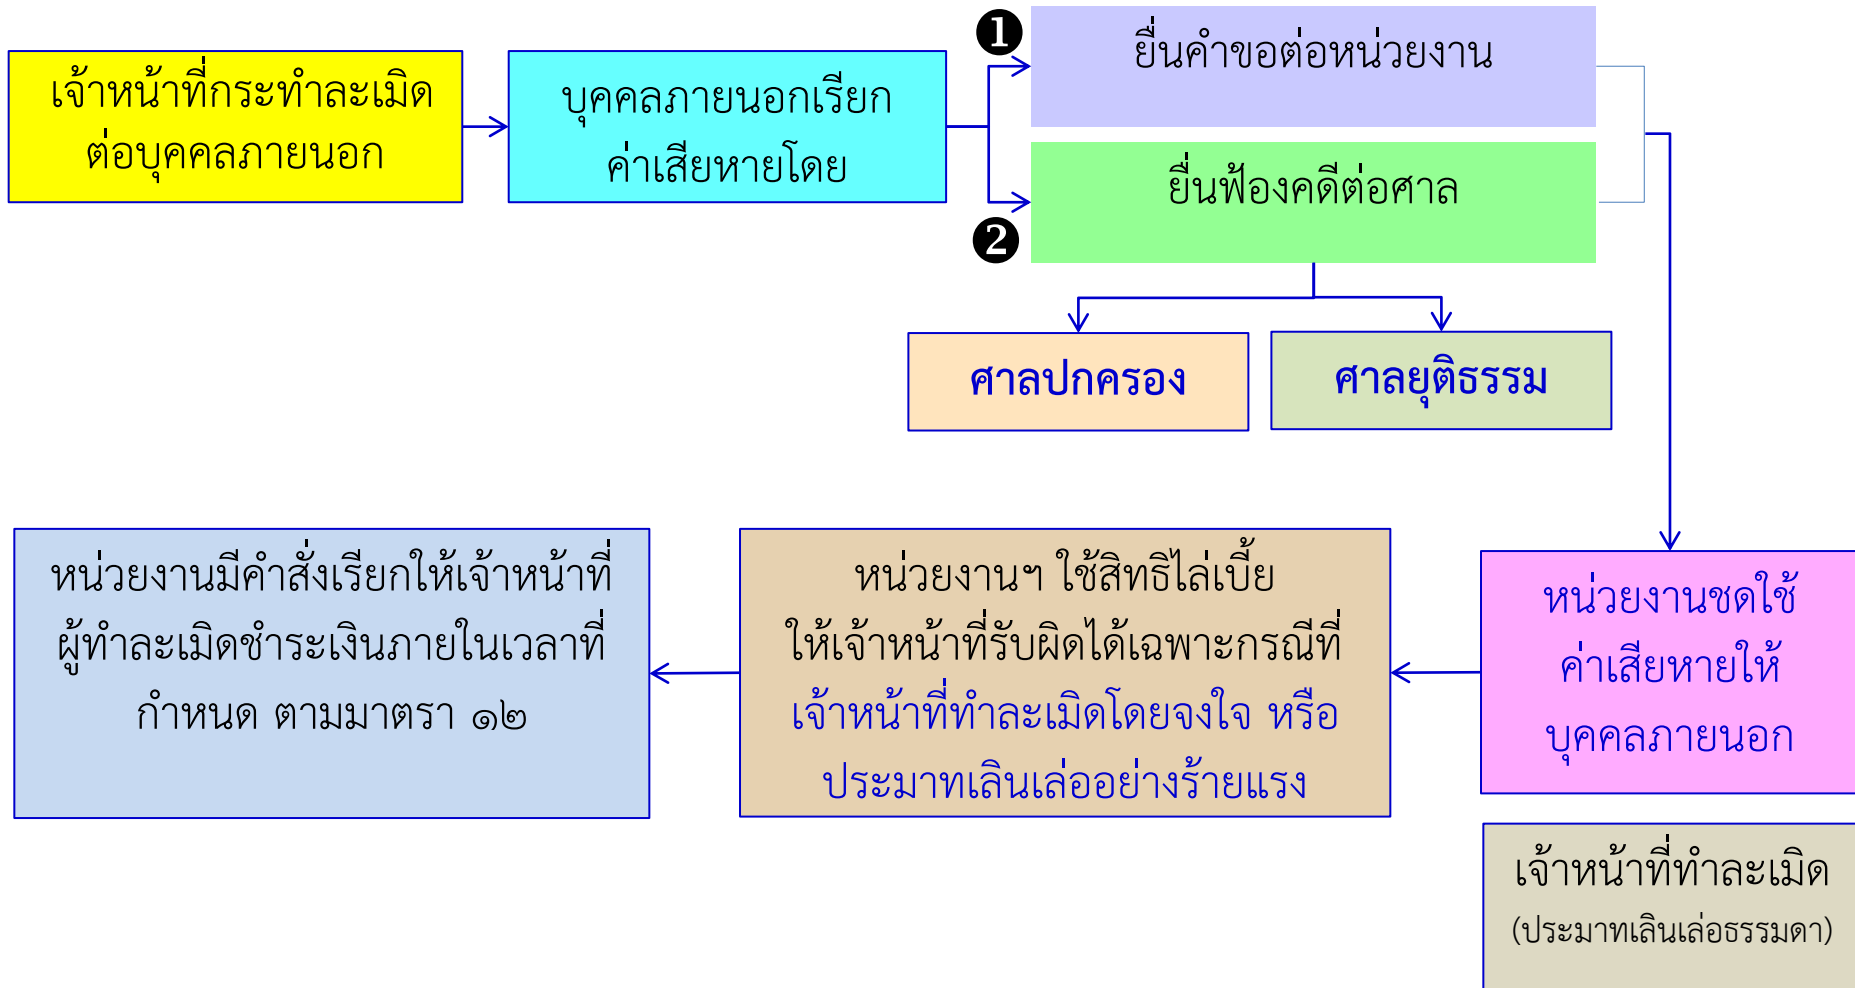 เจ้าหน้าที่กระทำละเมิด
ต่อบุคคลภายนอก
บุคคลภายนอกเรียก
ค่าเสียหายโดย
❶
ยื่นคำขอต่อหน่วยงาน
❷
ยื่นฟ้องคดีต่อศาล
ศาลปกครอง
ศาลยุติธรรม
หน่วยงานชดใช้
ค่าเสียหายให้
บุคคลภายนอก
หน่วยงานฯ ใช้สิทธิไล่เบี้ย
ให้เจ้าหน้าที่รับผิดได้เฉพาะกรณีที่
เจ้าหน้าที่ทำละเมิดโดยจงใจ หรือ
ประมาทเลินเล่ออย่างร้ายแรง
หน่วยงานมีคำสั่งเรียกให้เจ้าหน้าที่
ผู้ทำละเมิดชำระเงินภายในเวลาที่
กำหนด ตามมาตรา ๑๒
เจ้าหน้าที่ทำละเมิด
(ประมาทเลินเล่อธรรมดา)